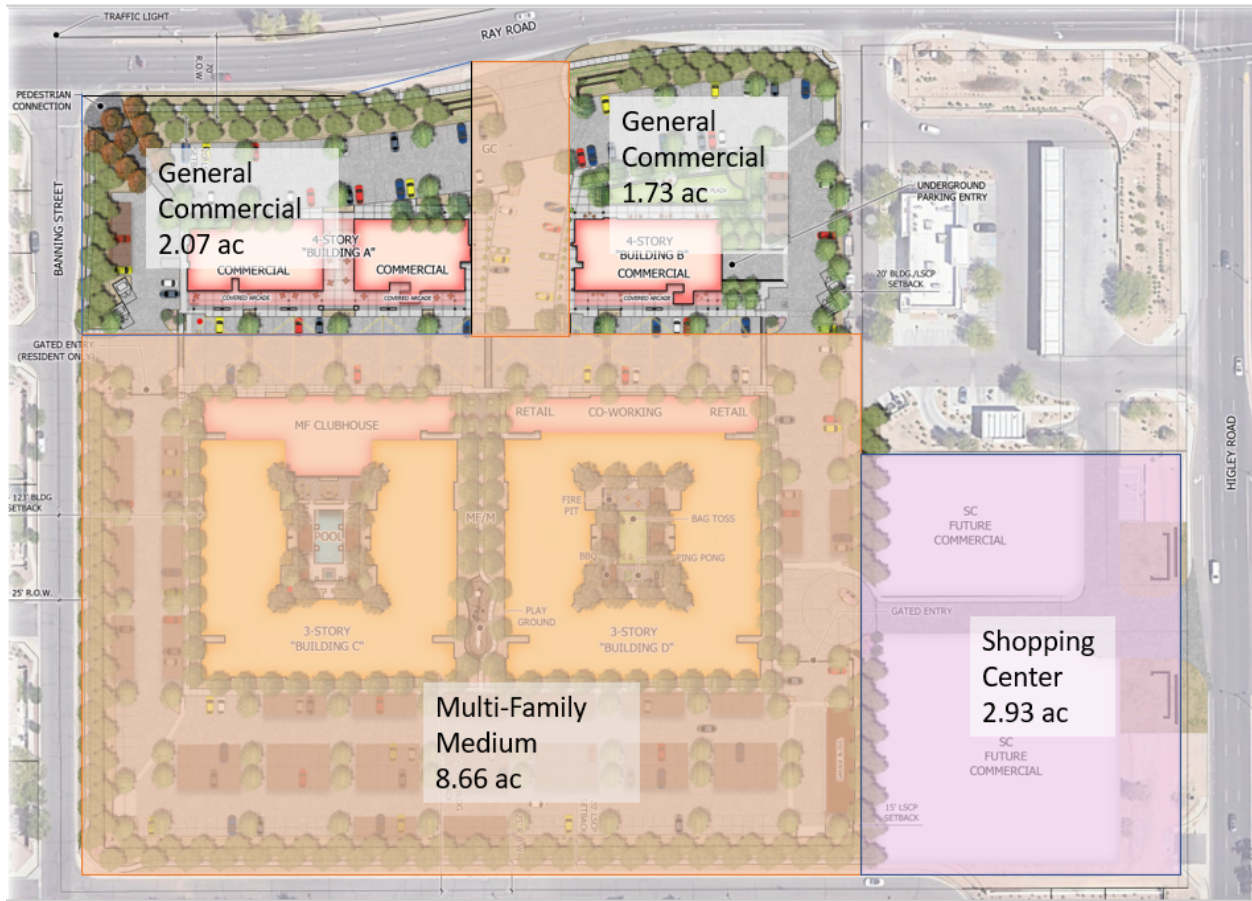 TRAFFIC LIGHT
RAY ROAD
70'
R.O.W.
PEDESTRIAN
CONNECTION
GC
General
Commercial
2.07 ac
General
Commercial
1.73 ac
PLAZA
UNDERGROUND
PARKING ENTRY
BANNING STREET
4-STORY
"BUILDING A"
COMMERCIAL
COMMERCIAL
4-STORY
"BUILDING B"
COMMERCIAL
20' BLDG./LSCP
SETBACK
COVERED ARCADE
COVERED ARCADE
COVERED ARCADE
GATED ENTRY
(RESIDENT ONLY)
MF CLUBHOUSE
RETAIL
CO-WORKING
RETAIL
HIGLEY ROAD
123' BLDG
SETBACK
POOL
MF/M
FIRE
PIT
BAG TOSS
BBQ
PING PONG
SC
FUTURE
COMMERCIAL
25' R.O.W.
PLAY
GROUND
GATED ENTRY
3-STORY
"BUILDING C"
3-STORY
"BUILDING D"
Shopping
Center
2.93 ac
Multi-Family
Medium
8.66 ac
SC
FUTURE
COMMERCIAL
15' LSCP
SETBACK